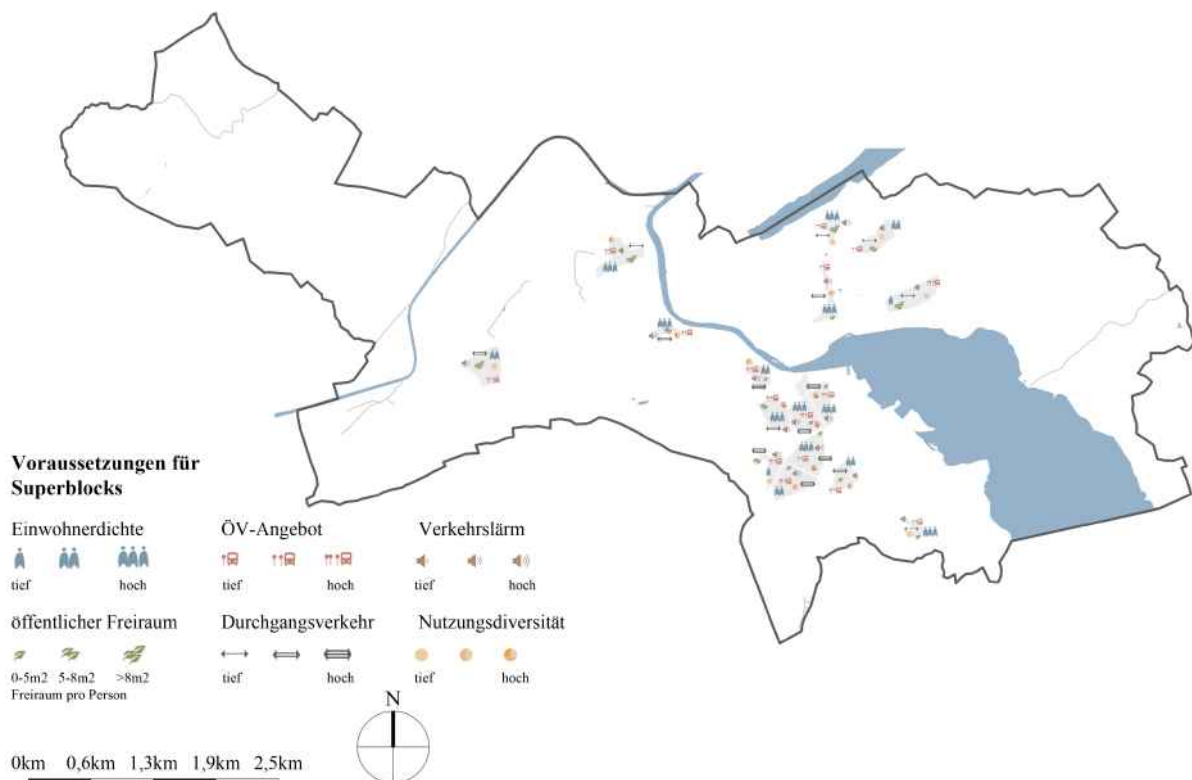 Voraussetzungen für
Superblocks
Einwohnerdichte
tief hoch
ÖV-Angebot
tief hoch
Verkehrslärm
tief hoch
öffentlicher Freiraum
0-5m2 5-8m2 >8m2
Freiraum pro Person
Durchgangsverkehr
tief hoch
Nutzungsdiversität
tief hoch
N
0km 0,6km 1,3km 1,9km 2,5km